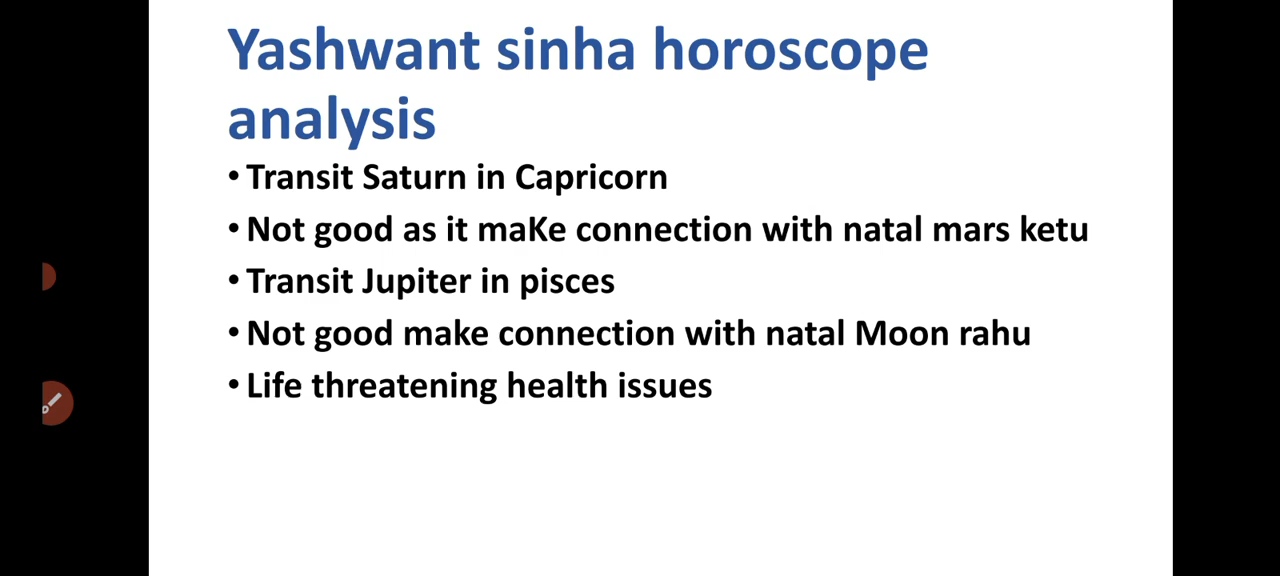 Yashwant sinha horoscope
analysis
• Transit Saturn in Capricorn
• Not good as it maKe connection with natal mars ketu
• Transit Jupiter in pisces
• Not good make connection with natal Moon rahu
• Life threatening health issues